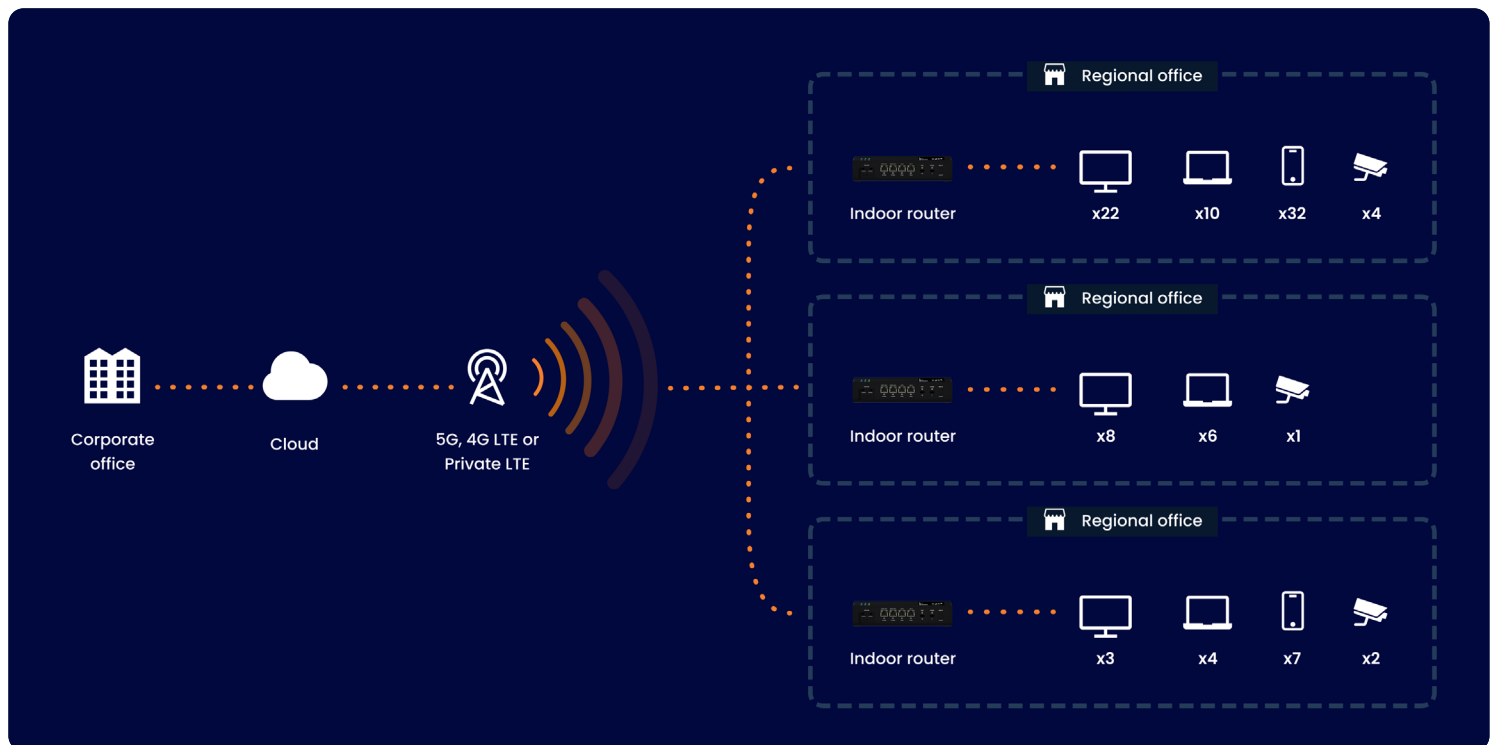 Regional office
Indoor router
x22
x10
x32
x4
Regional office
Corporate
office
Cloud
5G, 4G LTE or
Private LTE
Indoor router
x8
x6
x1
Regional office
Indoor router
x3
x4
x7
x2